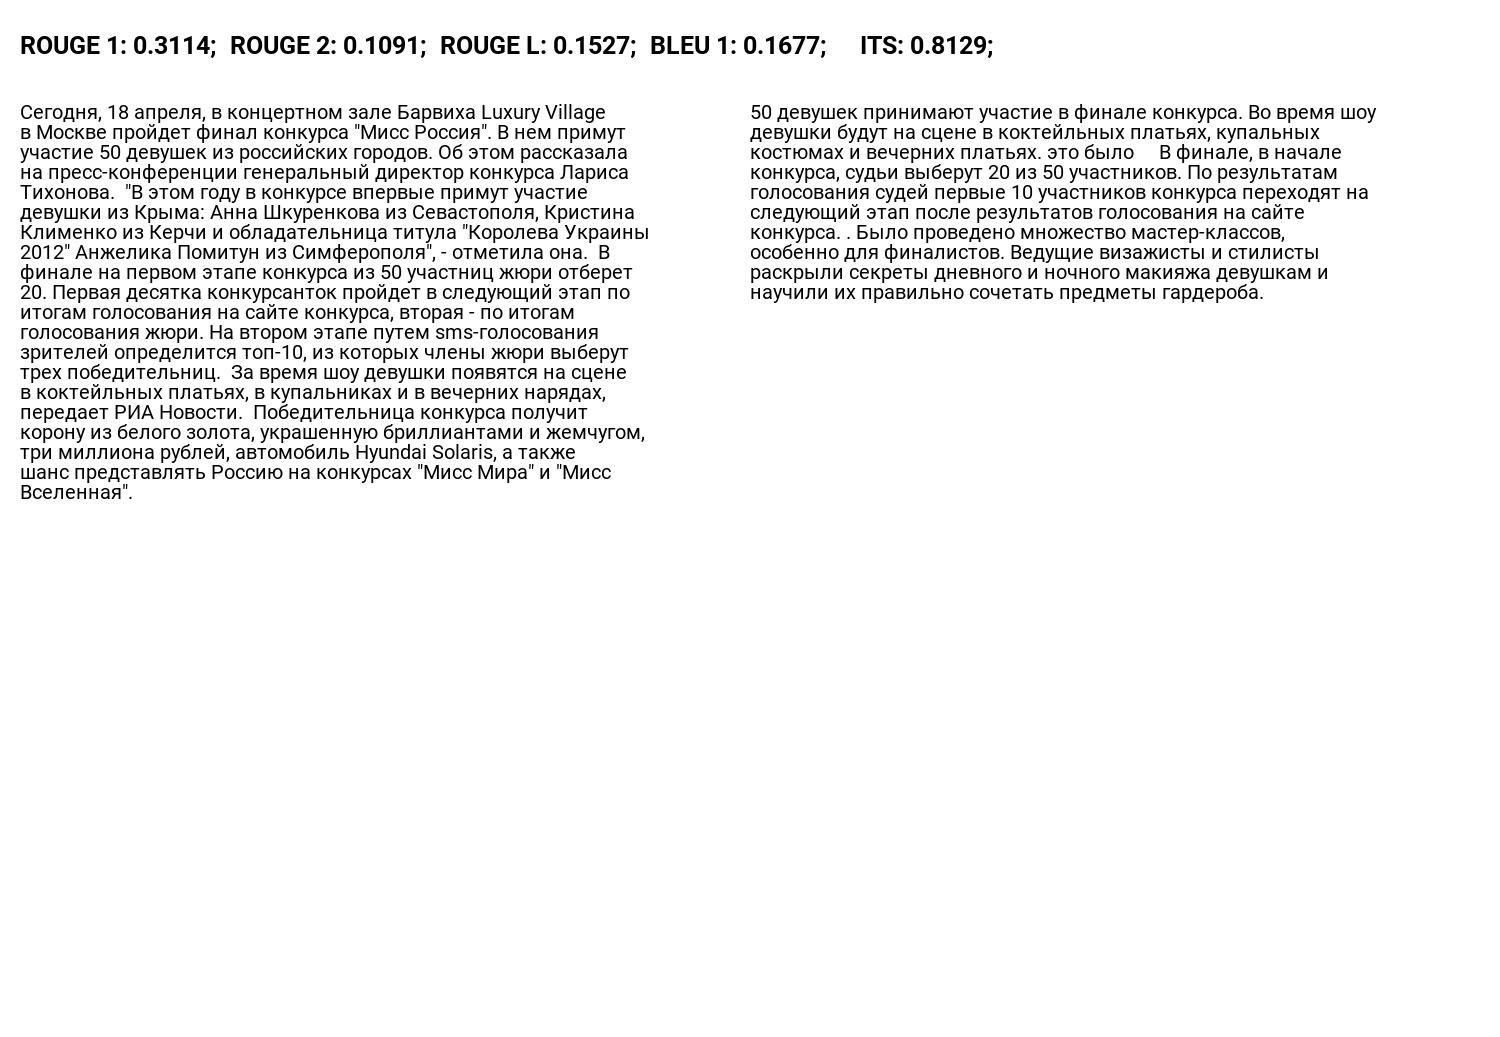 ROUGE 1: 0.3114;  ROUGE 2: 0.1091;  ROUGE L: 0.1527;  BLEU 1: 0.1677;     ITS: 0.8129;
Сегодня, 18 апреля, в концертном зале Барвиха Luxury Village
в Москве пройдет финал конкурса "Мисс Россия". В нем примут
участие 50 девушек из российских городов. Об этом рассказала
на пресс-конференции генеральный директор конкурса Лариса
Тихонова.  "В этом году в конкурсе впервые примут участие
девушки из Крыма: Анна Шкуренкова из Севастополя, Кристина
Клименко из Керчи и обладательница титула "Королева Украины
2012" Анжелика Помитун из Симферополя", - отметила она.  В
финале на первом этапе конкурса из 50 участниц жюри отберет
20. Первая десятка конкурсанток пройдет в следующий этап по
итогам голосования на сайте конкурса, вторая - по итогам
голосования жюри. На втором этапе путем sms-голосования
зрителей определится топ-10, из которых члены жюри выберут
трех победительниц.  За время шоу девушки появятся на сцене
в коктейльных платьях, в купальниках и в вечерних нарядах,
передает РИА Новости.  Победительница конкурса получит
корону из белого золота, украшенную бриллиантами и жемчугом,
три миллиона рублей, автомобиль Hyundai Solaris, а также
шанс представлять Россию на конкурсах "Мисс Мира" и "Мисс
Вселенная".
50 девушек принимают участие в финале конкурса. Во время шоу
девушки будут на сцене в коктейльных платьях, купальных
костюмах и вечерних платьях. это было     В финале, в начале
конкурса, судьи выберут 20 из 50 участников. По результатам
голосования судей первые 10 участников конкурса переходят на
следующий этап после результатов голосования на сайте
конкурса. . Было проведено множество мастер-классов,
особенно для финалистов. Ведущие визажисты и стилисты
раскрыли секреты дневного и ночного макияжа девушкам и
научили их правильно сочетать предметы гардероба.